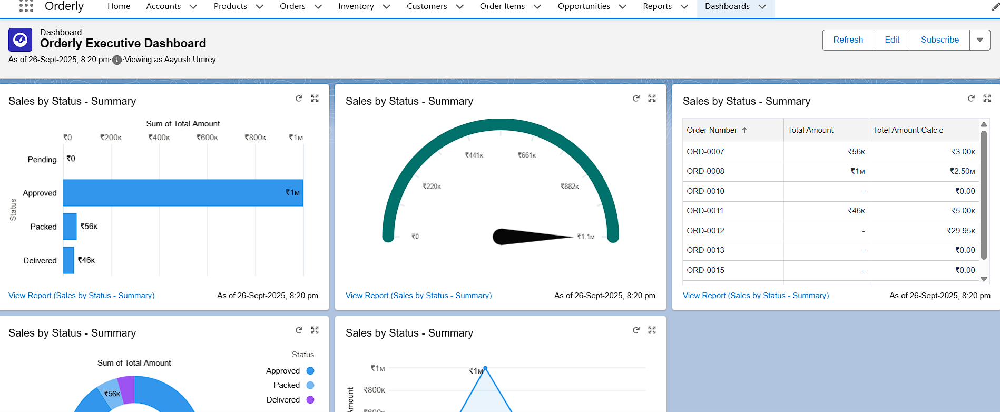 Orderly Home Accounts Products Orders Inventory Customers Order Items Opportunities Reports Dashboards
Dashboard
Orderly Executive Dashboard
As of 26-Sept-2025, 8:20 pm·Viewing as Aayush Umrey
Refresh Edit Subscribe
Sales by Status - Summary
Sum of Total Amount
₹0 ₹200K ₹400K ₹600K ₹800K ₹1M
Status
Pending ₹0
Approved ₹1M
Packed ₹56K
Delivered ₹46K
View Report (Sales by Status - Summary) As of 26-Sept-2025, 8:20 pm
Sales by Status - Summary
₹441K ₹661K
₹220K ₹882K
₹0 ₹1.1M
View Report (Sales by Status - Summary) As of 26-Sept-2025, 8:20 pm
Sales by Status - Summary
Order Number ↑ Total Amount Totel Amount Calc c
ORD-0007 ₹56K ₹3.00K
ORD-0008 ₹1M ₹2.50M
ORD-0010 - ₹0.00
ORD-0011 ₹46K ₹5.00K
ORD-0012 - ₹29.95K
ORD-0013 - ₹0.00
ORD-0015 - ₹0.00
View Report (Sales by Status - Summary) As of 26-Sept-2025, 8:20 pm
Sales by Status - Summary
Status
Sum of Total Amount
Approved
Packed
Delivered
₹56K
Sales by Status - Summary
₹1M
₹1M
₹800K
₹600K
Amount